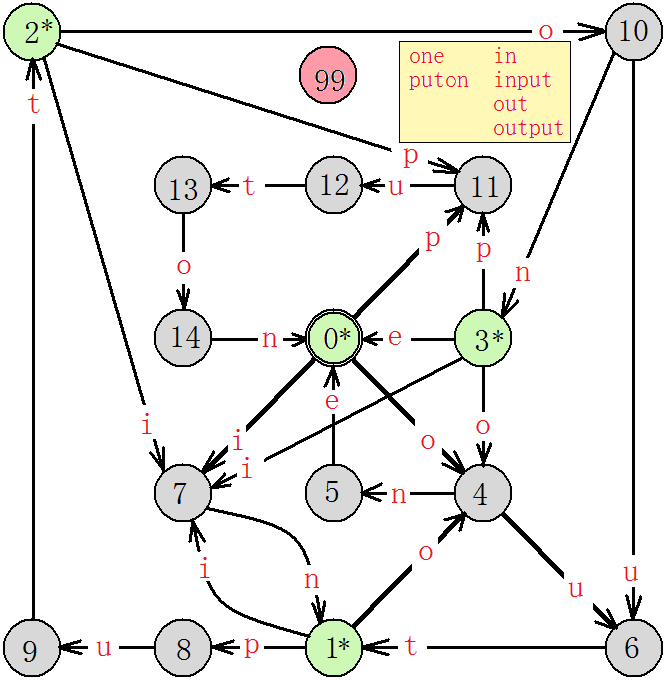 2* o 10
99
one in
puton input
out
output
t
p
13 t 12 u 11
p p n
o
14 n 0* e 3*
e
i i o o
i
7 5 n 4
i n o u u
9 u 8 p 1* t 6